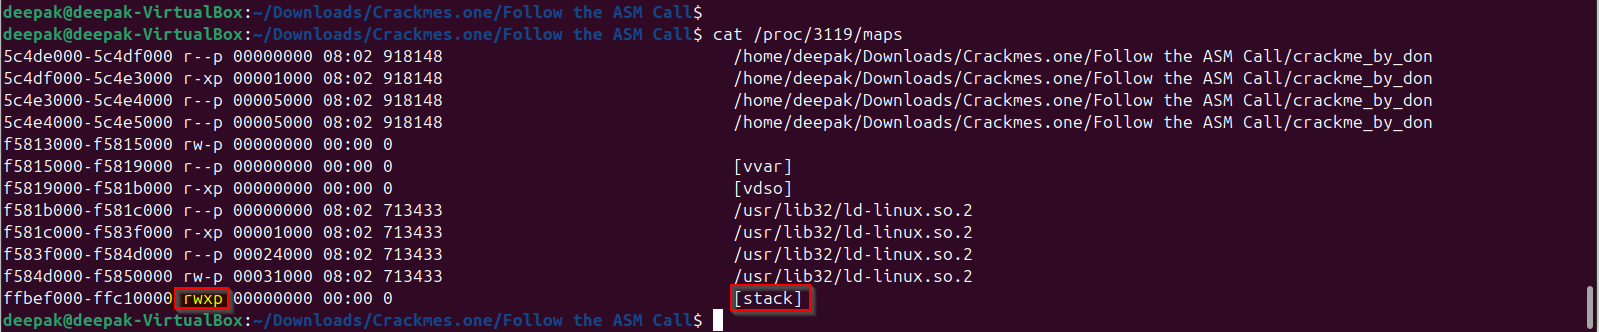 deepak@deepak-VirtualBox:~/Downloads/Crackmes.one/Follow the ASM Call$
deepak@deepak-VirtualBox:~/Downloads/Crackmes.one/Follow the ASM Call$ cat /proc/3119/maps
5c4de000-5c4df000 r--p 00000000 08:02 918148 /home/deepak/Downloads/Crackmes.one/Follow the ASM Call/crackme_by_don
5c4df000-5c4e3000 r-xp 00001000 08:02 918148 /home/deepak/Downloads/Crackmes.one/Follow the ASM Call/crackme_by_don
5c4e3000-5c4e4000 r--p 00005000 08:02 918148 /home/deepak/Downloads/Crackmes.one/Follow the ASM Call/crackme_by_don
5c4e4000-5c4e5000 r--p 00005000 08:02 918148 /home/deepak/Downloads/Crackmes.one/Follow the ASM Call/crackme_by_don
f5813000-f5815000 rw-p 00000000 00:00 0
f5815000-f5819000 r--p 00000000 00:00 0 [vvar]
f5819000-f581b000 r-xp 00000000 00:00 0 [vdso]
f581b000-f581c000 r--p 00000000 08:02 713433 /usr/lib32/ld-linux.so.2
f581c000-f583f000 r-xp 00001000 08:02 713433 /usr/lib32/ld-linux.so.2
f583f000-f584d000 r--p 00024000 08:02 713433 /usr/lib32/ld-linux.so.2
f584d000-f5850000 rw-p 00031000 08:02 713433 /usr/lib32/ld-linux.so.2
ffbef000-ffc10000 rwxp 00000000 00:00 0 [stack]
deepak@deepak-VirtualBox:~/Downloads/Crackmes.one/Follow the ASM Call$